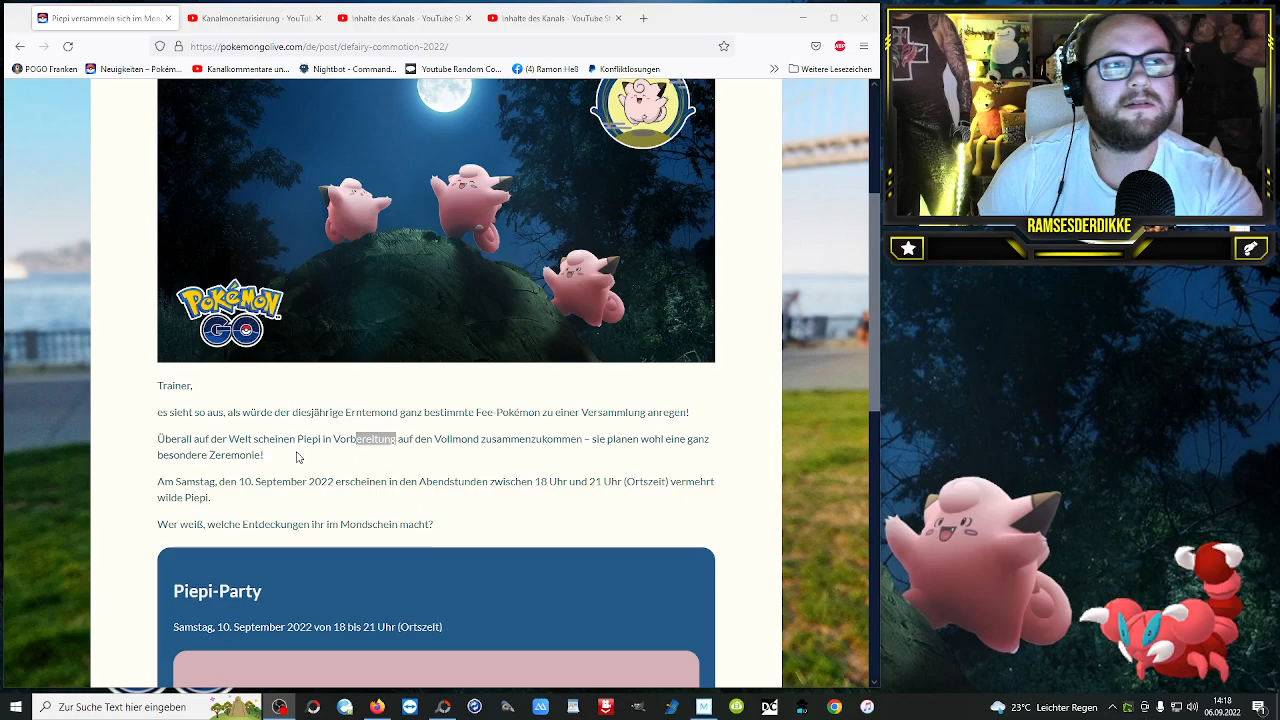 Piepi versammeln sich im Mond
Kanalmonetarisierung - YouTub
Inhalte des Kanals - YouTube St
Inhalte des Kanals - YouTube St
https://pokemongolive.com/de/post/defairy-commotion-2022/
ABP
POGO Franken
Neuigkeiten – Pokém...
Kanalkommentare un...
Nightbot - Comman...
Youtube Random Co...
(4) Ramon Heß
Konfliktlösungen
Weitere Lesezeichen
Pokémon
GO
RAMSESDERDIKKE
Trainer,
es sieht so aus, als würde der diesjährige Erntemond ganz bestimmte Fee-Pokémon zu einer Versammlung anregen!
Überall auf der Welt scheinen Piepi in Vorbereitung auf den Vollmond zusammenzukommen – sie planen wohl eine ganz
besondere Zeremonie!
Am Samstag, den 10. September 2022 erscheinen in den Abendstunden zwischen 18 Uhr und 21 Uhr (Ortszeit) vermehrt
wilde Piepi.
Wer weiß, welche Entdeckungen ihr im Mondschein macht?
Piepi-Party
Samstag, 10. September 2022 von 18 bis 21 Uhr (Ortszeit)
Zur Suche Text hier eingeben
23°C Leichter Regen
14:18
06.09.2022